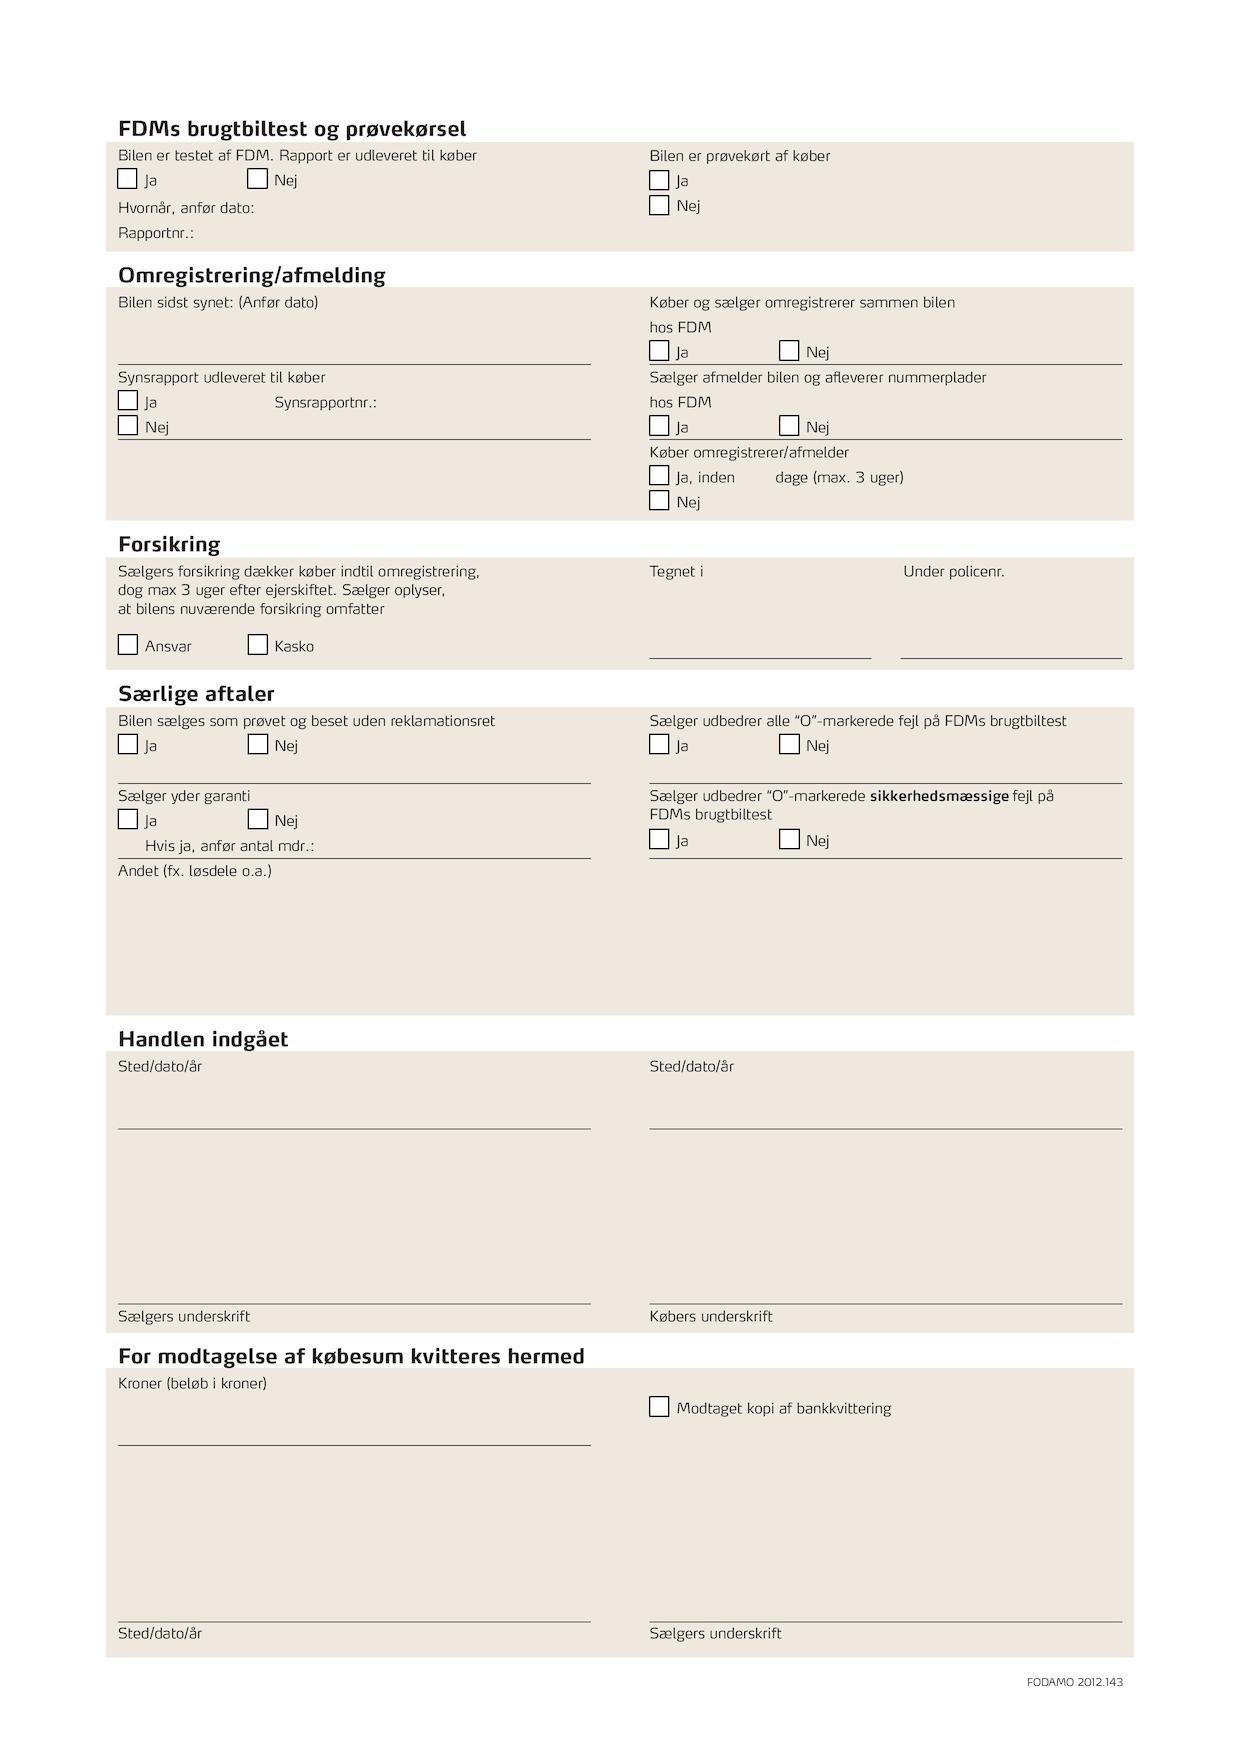 FDMs brugtbiltest og prøvekørsel
Bilen er testet af FDM. Rapport er udleveret til køber
Ja Nej
Hvornår, anfør dato:
Rapportnr.:
Bilen er prøvekørt af køber
Ja
Nej
Omregistrering/afmelding
Bilen sidst synet: (Anfør dato)
Synsrapport udleveret til køber
Ja Synsrapportnr.:
Nej
Køber og sælger omregistrerer sammen bilen
hos FDM
Ja Nej
Sælger afmelder bilen og afleverer nummerplader
hos FDM
Ja Nej
Køber omregistrerer/afmelder
Ja, inden dage (max. 3 uger)
Nej
Forsikring
Sælgers forsikring dækker køber indtil omregistrering,
dog max 3 uger efter ejerskiftet. Sælger oplyser,
at bilens nuværende forsikring omfatter
Ansvar Kasko
Tegnet i Under policenr.
Særlige aftaler
Bilen sælges som prøvet og beset uden reklamationsret
Ja Nej
Sælger yder garanti
Ja Nej
Hvis ja, anfør antal mdr.:
Andet (fx. løsdele o.a.)
Sælger udbedrer alle “O”-markerede fejl på FDMs brugtbiltest
Ja Nej
Sælger udbedrer “O”-markerede sikkerhedsmæssige fejl på
FDMs brugtbiltest
Ja Nej
Handlen indgået
Sted/dato/år Sted/dato/år
Sælgers underskrift Købers underskrift
For modtagelse af købesum kvitteres hermed
Kroner (beløb i kroner)
Modtaget kopi af bankkvittering
Sted/dato/år Sælgers underskrift
FODAMO 2012.143